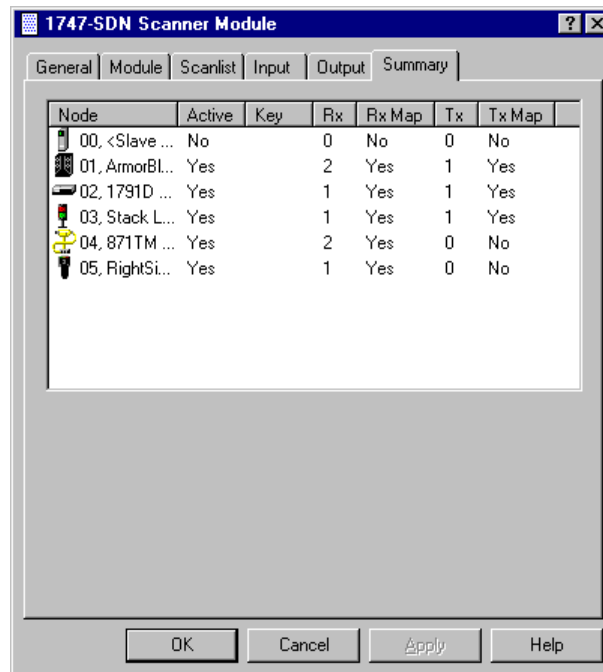 1747-SDN Scanner Module
General Module Scanlist Input Output Summary
Node Active Key Rx Rx Map Tx Tx Map
00, <Slave ... No 0 No 0 No
01, ArmorBl... Yes 2 Yes 1 Yes
02, 1791D ... Yes 1 Yes 1 Yes
03, Stack L... Yes 1 Yes 1 Yes
04, 871TM ... Yes 2 Yes 0 No
05, RightSi... Yes 1 Yes 0 No
OK Cancel Apply Help